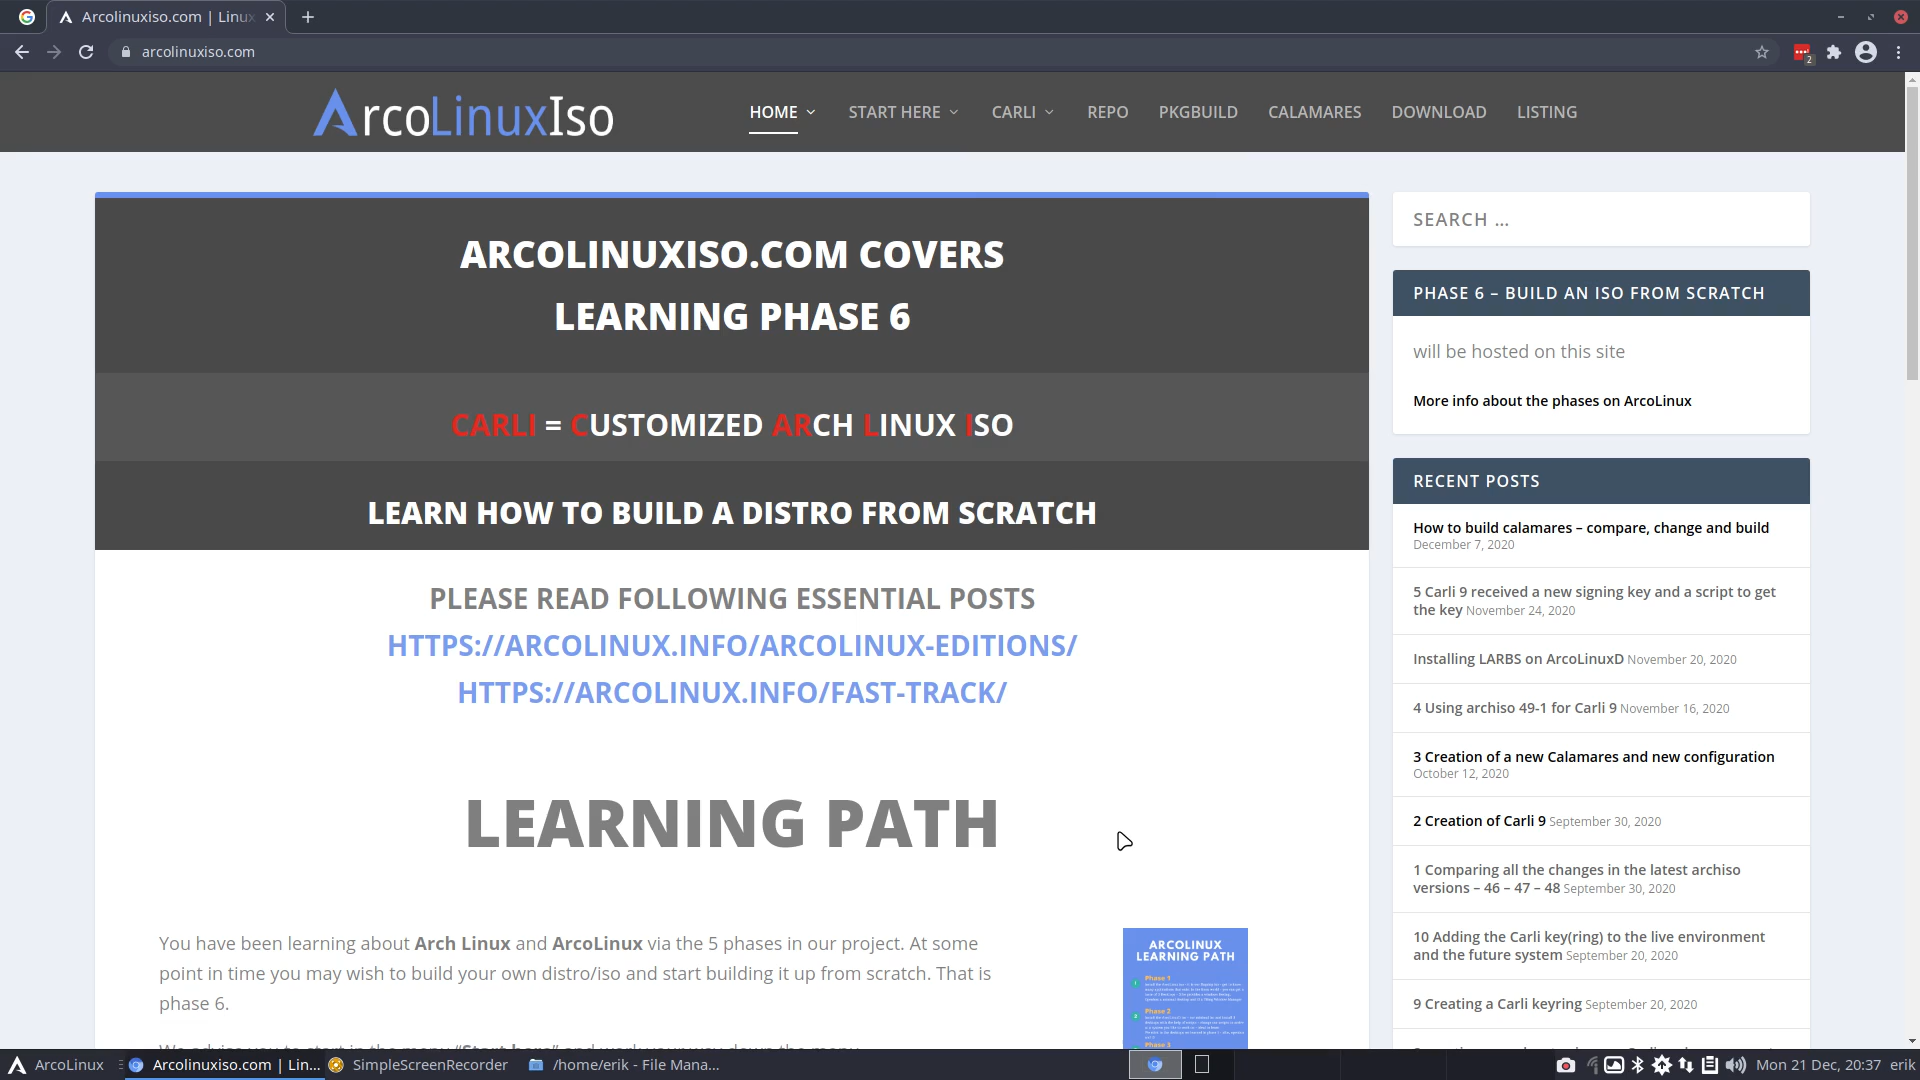 Arcolinuxiso.com | Linux
arcolinuxiso.com
2
ArcoLinuxIso
HOME
START HERE
CARLI
REPO
PKGBUILD
CALAMARES
DOWNLOAD
LISTING
ARCOLINUXISO.COM COVERS
LEARNING PHASE 6
CARLI = CUSTOMIZED ARCH LINUX ISO
LEARN HOW TO BUILD A DISTRO FROM SCRATCH
PLEASE READ FOLLOWING ESSENTIAL POSTS
HTTPS://ARCOLINUX.INFO/ARCOLINUX-EDITIONS/
HTTPS://ARCOLINUX.INFO/FAST-TRACK/
LEARNING PATH
You have been learning about Arch Linux and ArcoLinux via the 5 phases in our project. At some
point in time you may wish to build your own distro/iso and start building it up from scratch. That is
phase 6.
ARCOLINUX
LEARNING PATH
Phase 1
Phase 2
Phase 3
SEARCH …
PHASE 6 – BUILD AN ISO FROM SCRATCH
will be hosted on this site
More info about the phases on ArcoLinux
RECENT POSTS
How to build calamares – compare, change and build
December 7, 2020
5 Carli 9 received a new signing key and a script to get
the key November 24, 2020
Installing LARBS on ArcoLinuxD November 20, 2020
4 Using archiso 49-1 for Carli 9 November 16, 2020
3 Creation of a new Calamares and new configuration
October 12, 2020
2 Creation of Carli 9 September 30, 2020
1 Comparing all the changes in the latest archiso
versions – 46 – 47 – 48 September 30, 2020
10 Adding the Carli key(ring) to the live environment
and the future system September 20, 2020
9 Creating a Carli keyring September 20, 2020
ArcoLinux
Arcolinuxiso.com | Lin...
SimpleScreenRecorder
/home/erik - File Mana...
Mon 21 Dec, 20:37
erik